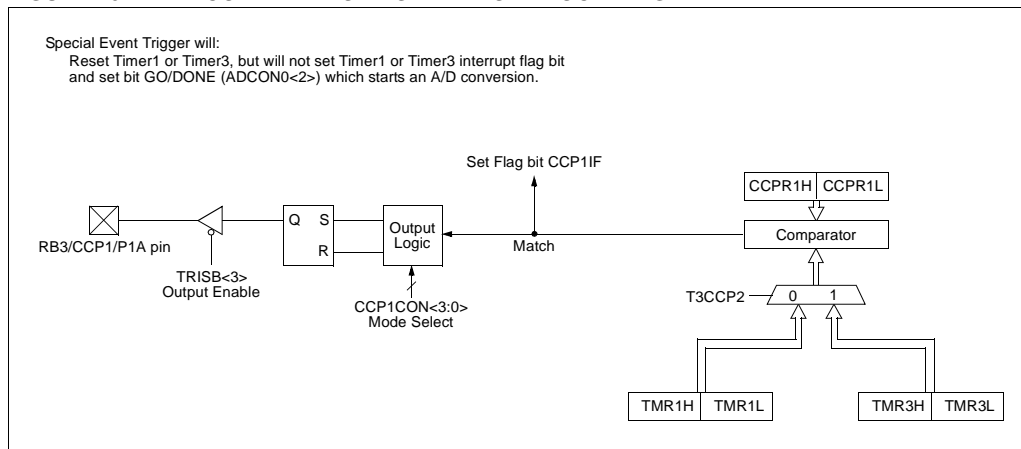 Special Event Trigger will:
Reset Timer1 or Timer3, but will not set Timer1 or Timer3 interrupt flag bit
and set bit GO/DONE (ADCON0<2>) which starts an A/D conversion.
Set Flag bit CCP1IF
CCPR1H CCPR1L
Q S
R
Output
Logic
Comparator
RB3/CCP1/P1A pin
Match
TRISB<3>
Output Enable
CCP1CON<3:0>
Mode Select
T3CCP2
0 1
TMR1H TMR1L
TMR3H TMR3L